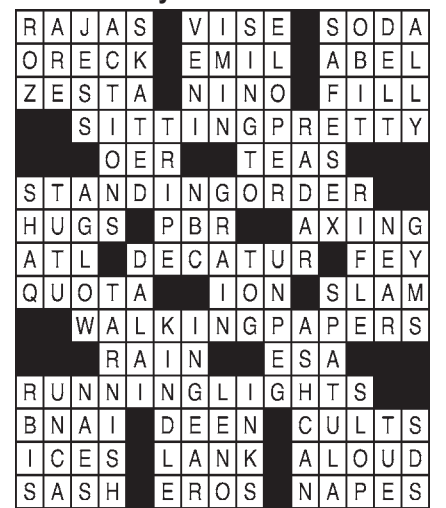 RAJAS VISE SODA
ORECK EMIL ABEL
ZESTA NINO FILL
SITTINGPRETTY
OER TEAS
STANDINGORDER
HUGS PBR AXING
ATL DECATUR FEY
QUOTA ION SLAM
WALKINGPAPERS
RAIN ESA
RUNNINGLIGHTS
BNAI DEEN CULTS
ICES LANK ALOUD
SASH EROS NAPES